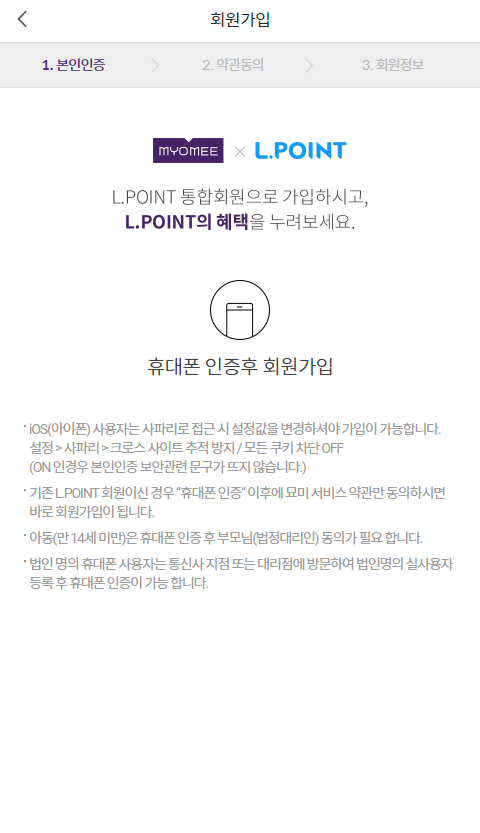 회원가입
1. 본인인증
2. 약관동의
3. 회원정보
MYOMEE × L.POINT
L.POINT 통합회원으로 가입하시고,
L.POINT의 혜택을 누려보세요.
휴대폰 인증후 회원가입
· iOS(아이폰) 사용자는 사파리로 접근 시 설정값을 변경하셔야 가입이 가능합니다.
설정 > 사파리 > 크로스 사이트 추적 방지 / 모든 쿠키 차단 OFF
(ON 인경우 본인인증 보안관련 문구가 뜨지 않습니다.)
· 기존 L.POINT 회원이신 경우 “휴대폰 인증“ 이후에 묘미 서비스 약관만 동의하시면
바로 회원가입이 됩니다.
· 아동(만 14세 미만)은 휴대폰 인증 후 부모님(법정대리인) 동의가 필요 합니다.
· 법인 명의 휴대폰 사용자는 통신사 지점 또는 대리점에 방문하여 법인명의 실사용자
등록 후 휴대폰 인증이 가능 합니다.